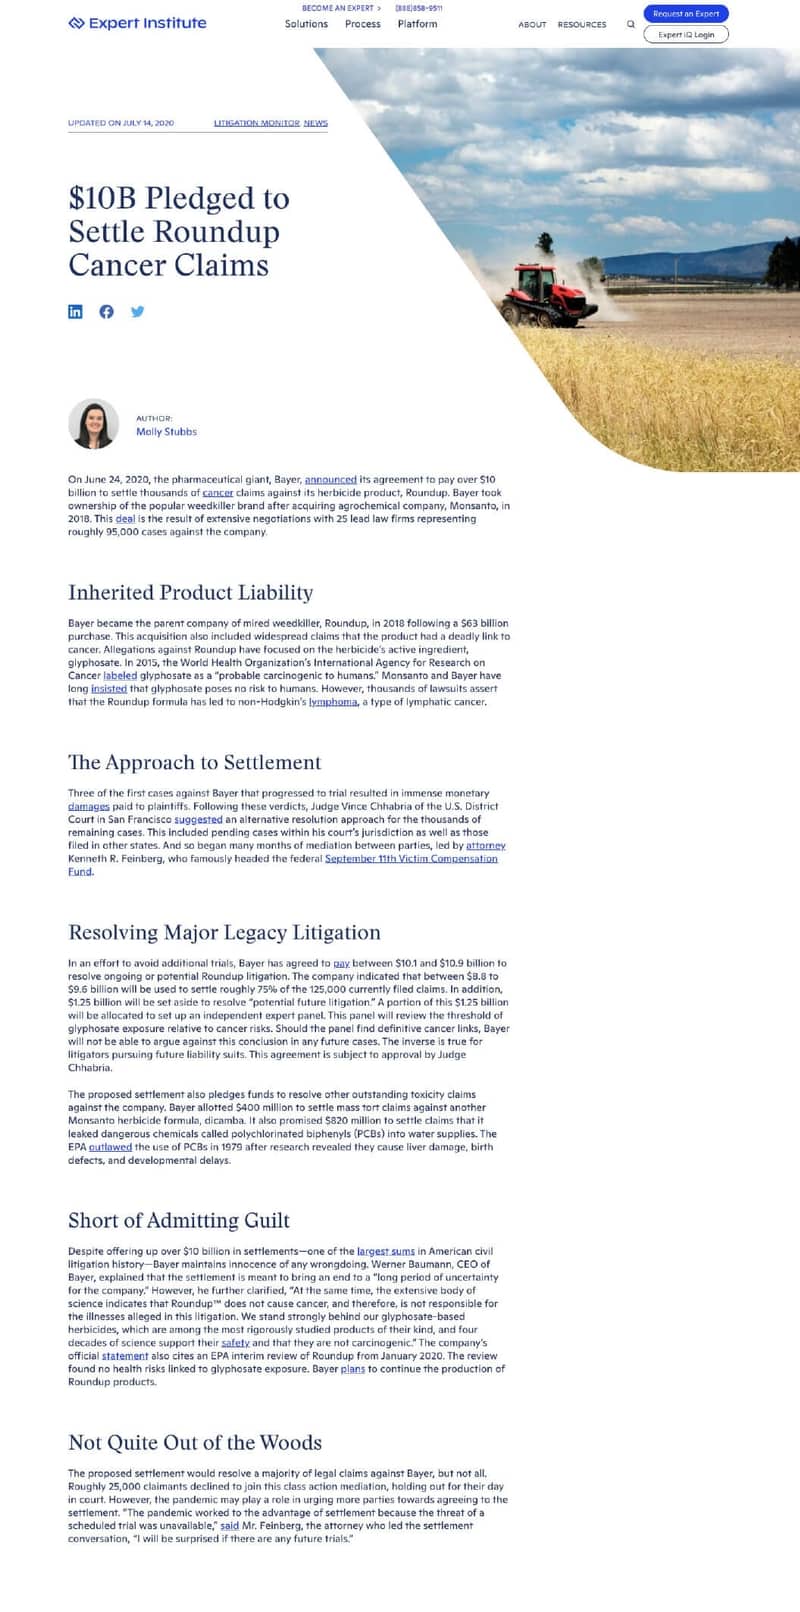 BECOME AN EXPERT >
(888)858-9511
Expert Institute
Solutions Process Platform
ABOUT RESOURCES
Request an Expert
Expert iQ Login
UPDATED ON JULY 14, 2020
LITIGATION MONITOR, NEWS
$10B Pledged to
Settle Roundup
Cancer Claims
AUTHOR:
Molly Stubbs
On June 24, 2020, the pharmaceutical giant, Bayer, announced its agreement to pay over $10
billion to settle thousands of cancer claims against its herbicide product, Roundup. Bayer took
ownership of the popular weedkiller brand after acquiring agrochemical company, Monsanto, in
2018. This deal is the result of extensive negotiations with 25 lead law firms representing
roughly 95,000 cases against the company.
Inherited Product Liability
Bayer became the parent company of mired weedkiller, Roundup, in 2018 following a $63 billion
purchase. This acquisition also included widespread claims that the product had a deadly link to
cancer. Allegations against Roundup have focused on the herbicide's active ingredient,
glyphosate. In 2015, the World Health Organization's International Agency for Research on
Cancer labeled glyphosate as a "probable carcinogenic to humans." Monsanto and Bayer have
long insisted that glyphosate poses no risk to humans. However, thousands of lawsuits assert
that the Roundup formula has led to non-Hodgkin's lymphoma, a type of lymphatic cancer.
The Approach to Settlement
Three of the first cases against Bayer that progressed to trial resulted in immense monetary
damages paid to plaintiffs. Following these verdicts, Judge Vince Chhabria of the U.S. District
Court in San Francisco suggested an alternative resolution approach for the thousands of
remaining cases. This included pending cases within his court's jurisdiction as well as those
filed in other states. And so began many months of mediation between parties, led by attorney
Kenneth R. Feinberg, who famously headed the federal September 11th Victim Compensation
Fund.
Resolving Major Legacy Litigation
In an effort to avoid additional trials, Bayer has agreed to pay between $10.1 and $10.9 billion to
resolve ongoing or potential Roundup litigation. The company indicated that between $8.8 to
$9.6 billion will be used to settle roughly 75% of the 125,000 currently filed claims. In addition,
$1.25 billion will be set aside to resolve "potential future litigation." A portion of this $1.25 billion
will be allocated to set up an independent expert panel. This panel will review the threshold of
glyphosate exposure relative to cancer risks. Should the panel find definitive cancer links, Bayer
will not be able to argue against this conclusion in any future cases. The inverse is true for
litigators pursuing future liability suits. This agreement is subject to approval by Judge
Chhabria.
The proposed settlement also pledges funds to resolve other outstanding toxicity claims
against the company. Bayer allotted $400 million to settle mass tort claims against another
Monsanto herbicide formula, dicamba. It also promised $820 million to settle claims that it
leaked dangerous chemicals called polychlorinated biphenyls (PCBs) into water supplies. The
EPA outlawed the use of PCBs in 1979 after research revealed they cause liver damage, birth
defects, and developmental delays.
Short of Admitting Guilt
Despite offering up over $10 billion in settlements—one of the largest sums in American civil
litigation history—Bayer maintains innocence of any wrongdoing. Werner Baumann, CEO of
Bayer, explained that the settlement is meant to bring an end to a "long period of uncertainty
for the company." However, he further clarified, "At the same time, the extensive body of
science indicates that Roundup™ does not cause cancer, and therefore, is not responsible for
the illnesses alleged in this litigation. We stand strongly behind our glyphosate-based
herbicides, which are among the most rigorously studied products of their kind, and four
decades of science support their safety and that they are not carcinogenic." The company's
official statement also cites an EPA interim review of Roundup from January 2020. The review
found no health risks linked to glyphosate exposure. Bayer plans to continue the production of
Roundup products.
Not Quite Out of the Woods
The proposed settlement would resolve a majority of legal claims against Bayer, but not all.
Roughly 25,000 claimants declined to join this class action mediation, holding out for their day
in court. However, the pandemic may play a role in urging more parties towards agreeing to the
settlement. "The pandemic worked to the advantage of settlement because the threat of a
scheduled trial was unavailable," said Mr. Feinberg, the attorney who led the settlement
conversation, "I will be surprised if there are any future trials."